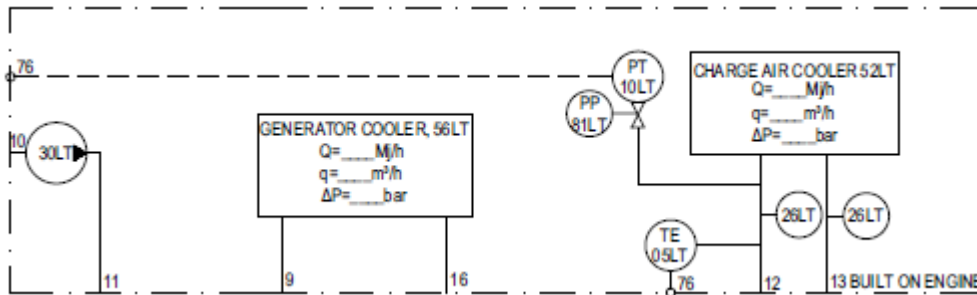 76
PT
10LT
PP
81LT
CHARGE AIR COOLER 52LT
Q=____Mj/h
q=____m³/h
ΔP=____bar
10
30LT
GENERATOR COOLER, 56LT
Q=____Mj/h
q=____m³/h
ΔP=____bar
26LT
26LT
TE
05LT
11
9
16
76
12
13 BUILT ON ENGINE